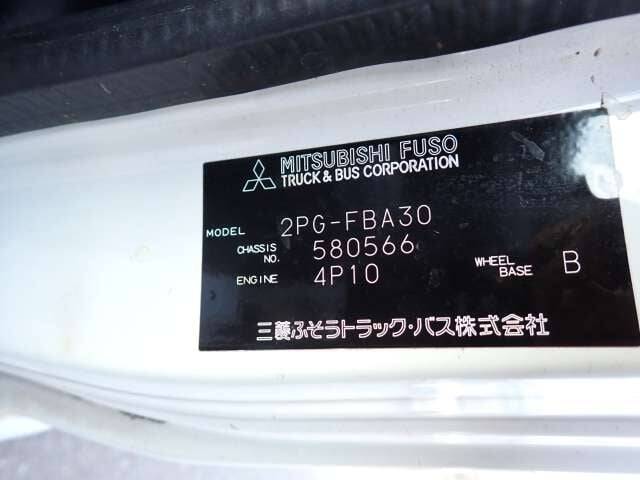 MITSUBISHI FUSO
TRUCK & BUS CORPORATION
MODEL 2PG-FBA30
CHASSIS NO. 580566
ENGINE 4P10 WHEEL BASE B
三菱ふそうトラック・バス株式会社